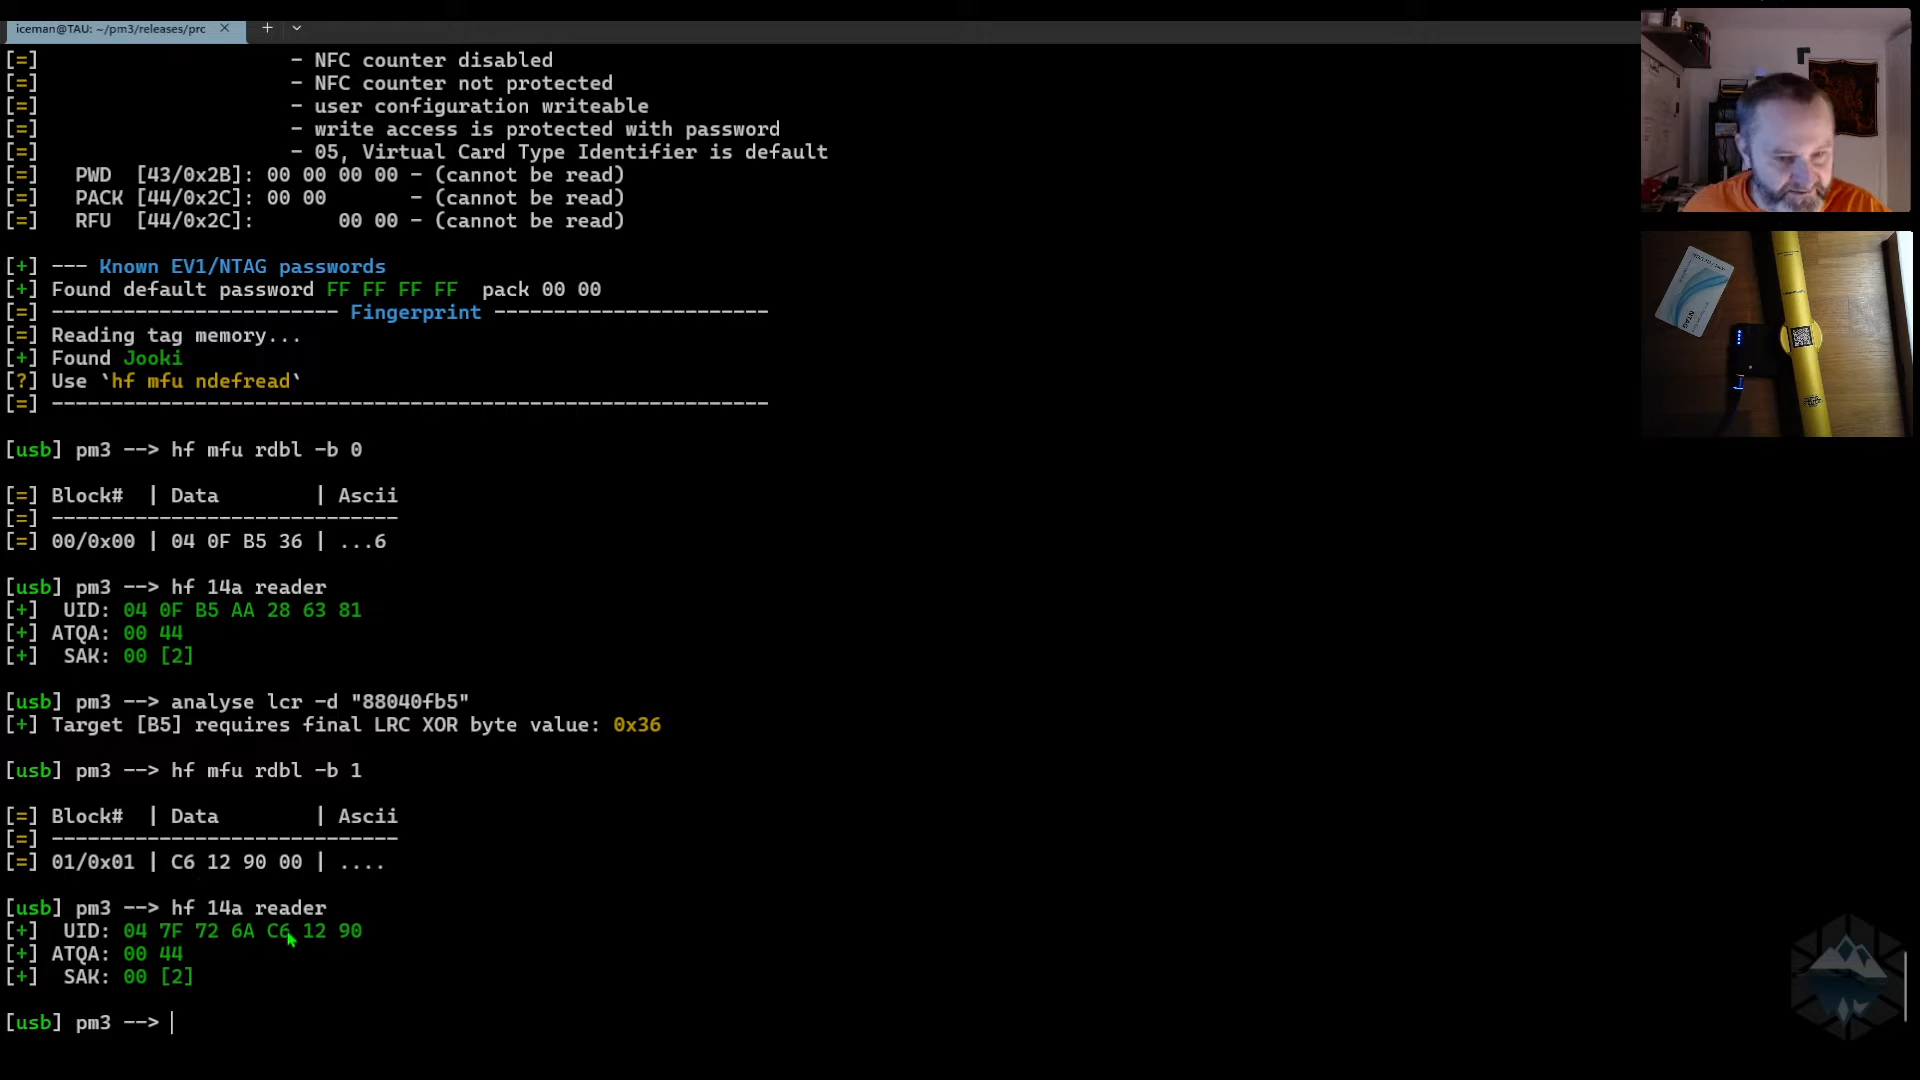 iceman@TAU: ~/pm3/releases/prc
[=] - NFC counter disabled
[=] - NFC counter not protected
[=] - user configuration writeable
[=] - write access is protected with password
[=] - 05, Virtual Card Type Identifier is default
[=] PWD [43/0x2B]: 00 00 00 00 - (cannot be read)
[=] PACK [44/0x2C]: 00 00 - (cannot be read)
[=] RFU [44/0x2C]: 00 00 - (cannot be read)
[+] --- Known EV1/NTAG passwords
[+] Found default password FF FF FF FF pack 00 00
[=] ------------------------ Fingerprint -----------------------
[=] Reading tag memory...
[+] Found Jooki
[?] Use `hf mfu ndefread`
[=] ------------------------------------------------------------
[usb] pm3 --> hf mfu rdbl -b 0
[=] Block# | Data | Ascii
[=] -----------------------------
[=] 00/0x00 | 04 0F B5 36 | ...6
[usb] pm3 --> hf 14a reader
[+] UID: 04 0F B5 AA 28 63 81
[+] ATQA: 00 44
[+] SAK: 00 [2]
[usb] pm3 --> analyse lcr -d "88040fb5"
[+] Target [B5] requires final LRC XOR byte value: 0x36
[usb] pm3 --> hf mfu rdbl -b 1
[=] Block# | Data | Ascii
[=] -----------------------------
[=] 01/0x01 | C6 12 90 00 | ....
[usb] pm3 --> hf 14a reader
[+] UID: 04 7F 72 6A C6 12 90
[+] ATQA: 00 44
[+] SAK: 00 [2]
[usb] pm3 -->
NTAG